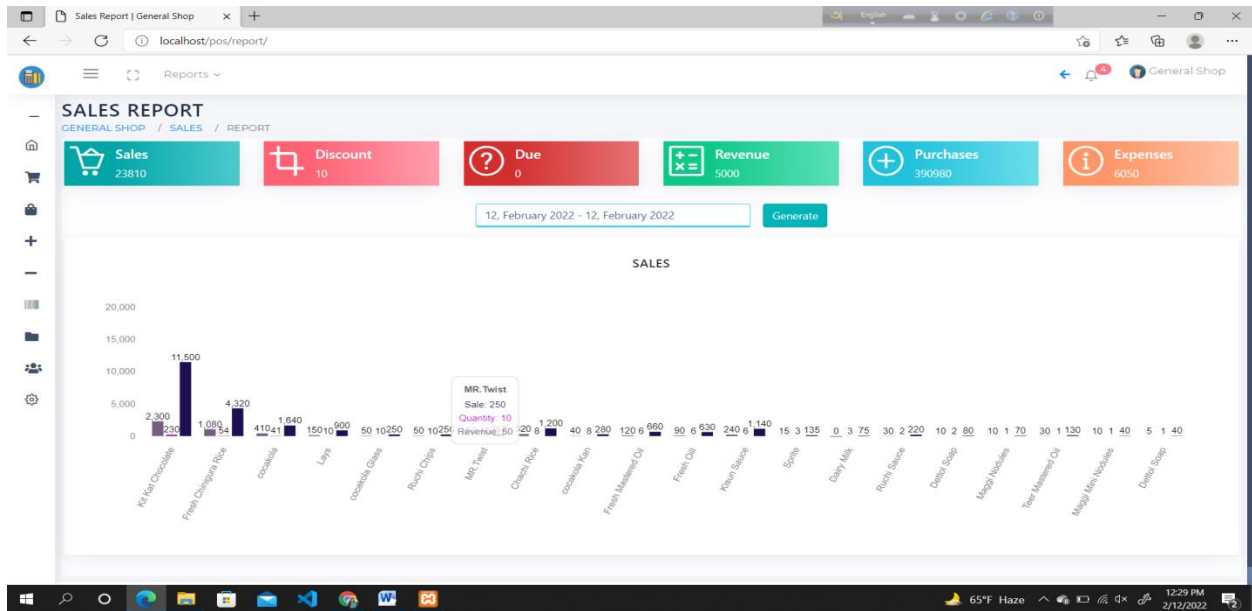 Sales Report | General Shop
English
localhost/pos/report/
Reports
4
General Shop
SALES REPORT
GENERAL SHOP / SALES / REPORT
Sales
23810
Discount
10
Due
0
Revenue
5000
Purchases
390980
Expenses
6050
12, February 2022 - 12, February 2022
Generate
SALES
20,000
15,000
10,000
5,000
0
2,300 230 11,500
1,080 54 4,320
410 41 1,640
150 10 900
50 10 250
50 10 250
MR.Twist
Sale: 250
Quantity: 10
Revenue: 50
8 1,200
40 8 280
120 6 660
90 6 630
240 6 1,140
15 3 135
0 3 75
30 2 220
10 2 80
10 1 70
30 1 130
10 1 40
5 1 40
Kit Kat Chocolate
Fresh Chinigura Rice
cocakola
Lays
cocakola Glass
Ruchi Chips
MR.Twist
Chachi Rice
cocakola Kan
Fresh Mastered Oil
Fresh Oill
Kisun Sauce
Sprite
Dairy Milk
Ruchi Sauce
Dettol Soap
Maggi Nodules
Teer Mastered Oil
Maggi Mini Nodules
Dettol Soap
65°F Haze
12:29 PM
2/12/2022
2